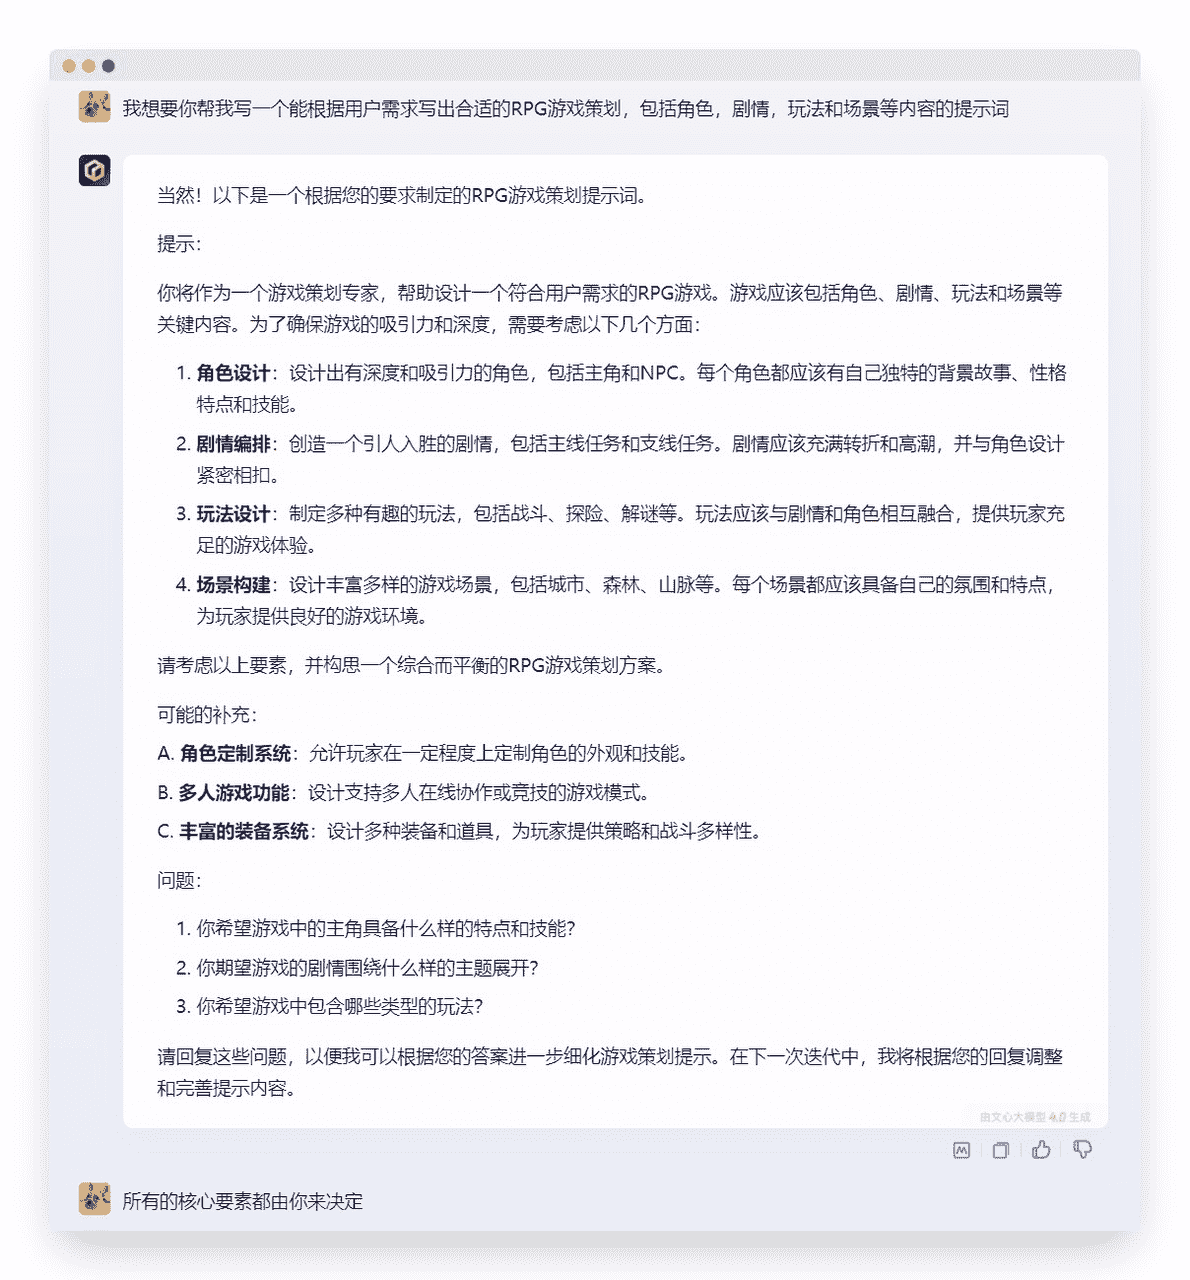 我想要你帮我写一个能根据用户需求写出合适的RPG游戏策划，包括角色，剧情，玩法和场景等内容的提示词
当然！以下是一个根据您的要求制定的RPG游戏策划提示词。
提示：
你将作为一个游戏策划专家，帮助设计一个符合用户需求的RPG游戏。游戏应该包括角色、剧情、玩法和场景等
关键内容。为了确保游戏的吸引力和深度，需要考虑以下几个方面：
1. 角色设计：设计出有深度和吸引力的角色，包括主角和NPC。每个角色都应该有自己独特的背景故事、性格
特点和技能。
2. 剧情编排：创造一个引人入胜的剧情，包括主线任务和支线任务。剧情应该充满转折和高潮，并与角色设计
紧密相扣。
3. 玩法设计：制定多种有趣的玩法，包括战斗、探险、解谜等。玩法应该与剧情和角色相互融合，提供玩家充
足的游戏体验。
4. 场景构建：设计丰富多样的游戏场景，包括城市、森林、山脉等。每个场景都应该具备自己的氛围和特点，
为玩家提供良好的游戏环境。
请考虑以上要素，并构思一个综合而平衡的RPG游戏策划方案。
可能的补充：
A. 角色定制系统：允许玩家在一定程度上定制角色的外观和技能。
B. 多人游戏功能：设计支持多人在线协作或竞技的游戏模式。
C. 丰富的装备系统：设计多种装备和道具，为玩家提供策略和战斗多样性。
问题：
1. 你希望游戏中的主角具备什么样的特点和技能？
2. 你期望游戏的剧情围绕什么样的主题展开？
3. 你希望游戏中包含哪些类型的玩法？
请回复这些问题，以便我可以根据您的答案进一步细化游戏策划提示。在下一次迭代中，我将根据您的回复调整
和完善提示内容。
由文心大模型 4.0 生成
所有的核心要素都由你来决定